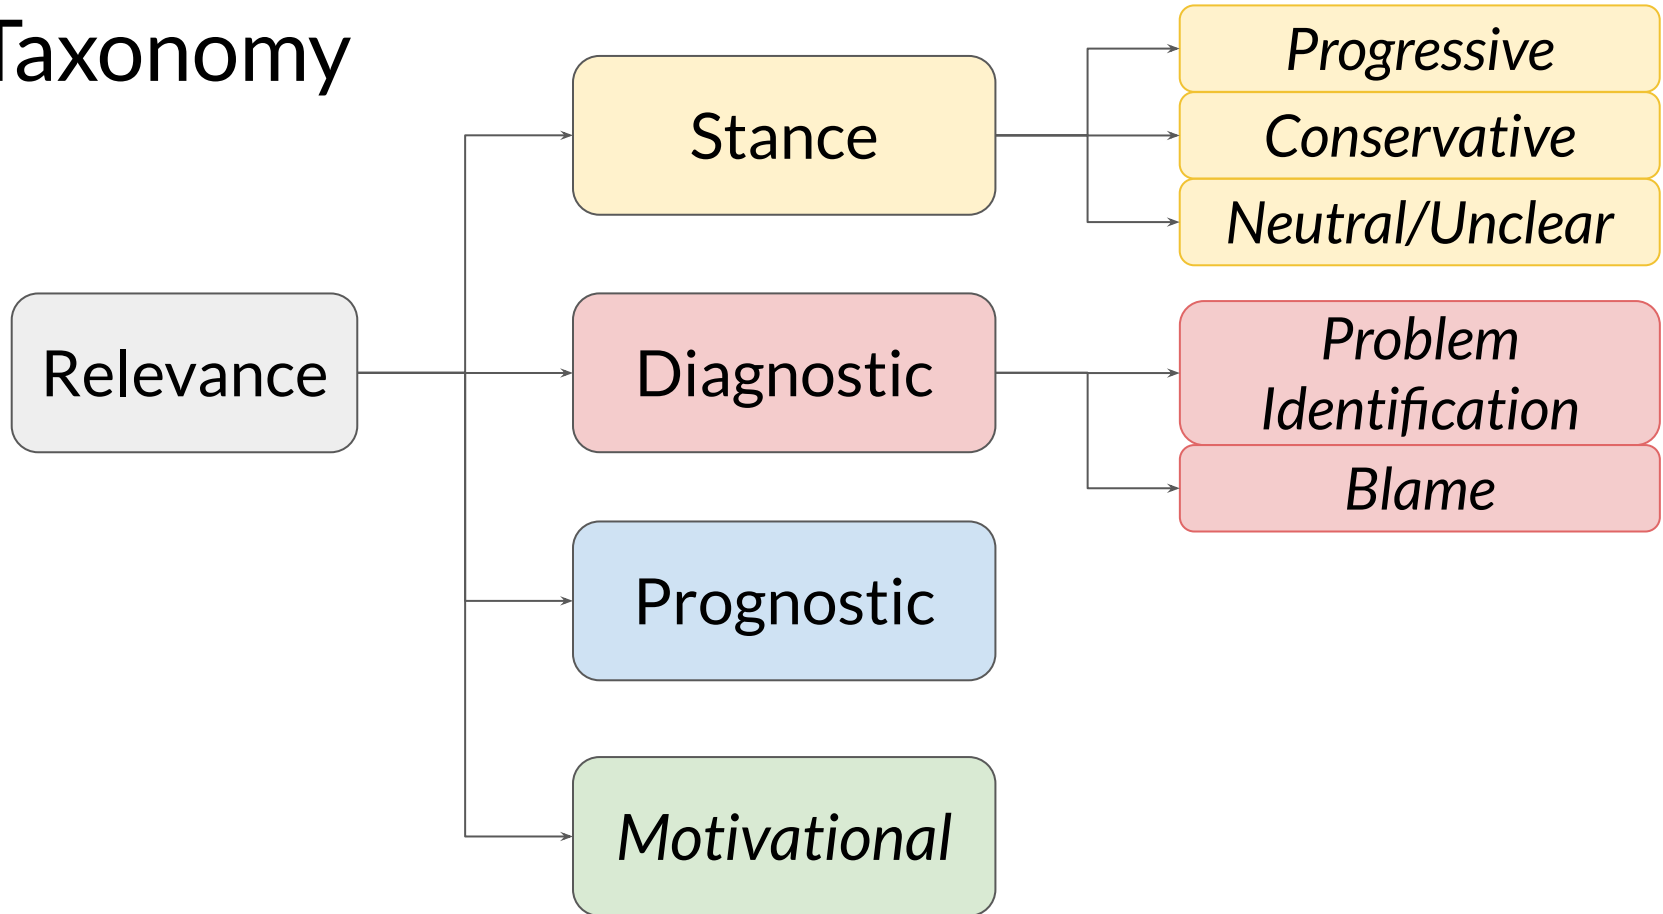 Taxonomy
Stance
Progressive
Conservative
Neutral/Unclear
Relevance
Diagnostic
Problem
Identification
Blame
Prognostic
Motivational